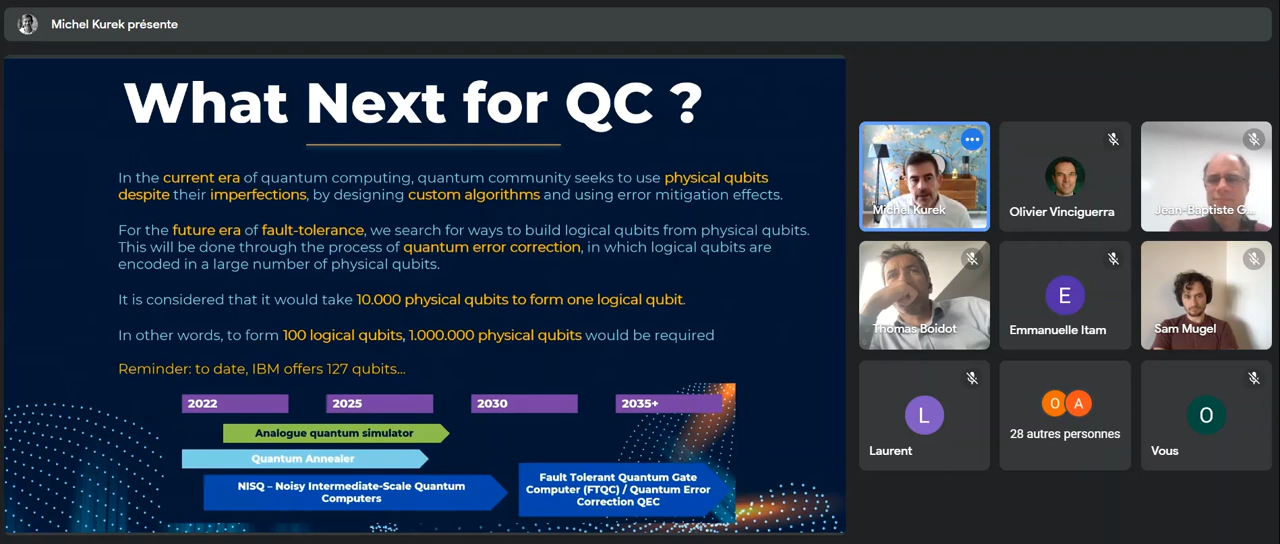 Michel Kurek présente
What Next for QC ?
In the current era of quantum computing, quantum community seeks to use physical qubits
despite their imperfections, by designing custom algorithms and using error mitigation effects.
For the future era of fault-tolerance, we search for ways to build logical qubits from physical qubits.
This will be done through the process of quantum error correction, in which logical qubits are
encoded in a large number of physical qubits.
It is considered that it would take 10.000 physical qubits to form one logical qubit.
In other words, to form 100 logical qubits, 1.000.000 physical qubits would be required
Reminder: to date, IBM offers 127 qubits...
2022
2025
2030
2035+
Analogue quantum simulator
Quantum Annealer
NISQ – Noisy Intermediate-Scale Quantum
Computers
Fault Tolerant Quantum Gate
Computer (FTQC) / Quantum Error
Correction QEC
Michel Kurek
Olivier Vinciguerra
Jean-Baptiste G...
Thomas Boidot
E
Emmanuelle Itam
Sam Mugel
L
Laurent
O A
28 autres personnes
O
Vous